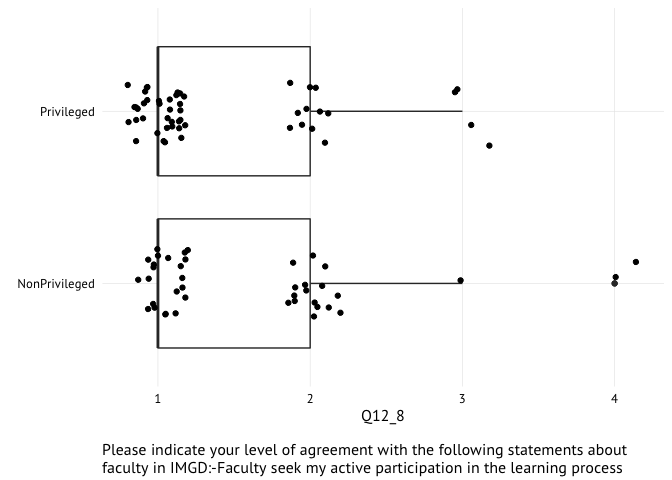 Privileged
NonPrivileged
1 2 3 4
Q12_8
Please indicate your level of agreement with the following statements about
faculty in IMGD:-Faculty seek my active participation in the learning process